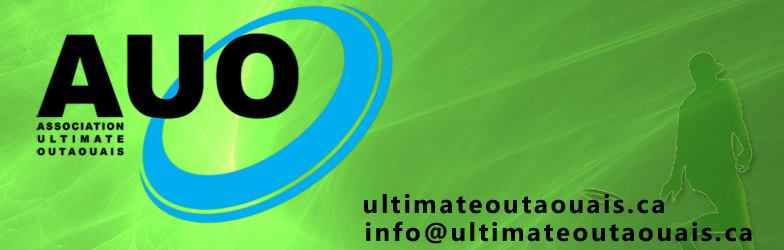 AUO
ASSOCIATION
ULTIMATE
OUTAOUAIS
ultimateoutaouais.ca
info@ultimateoutaouais.ca